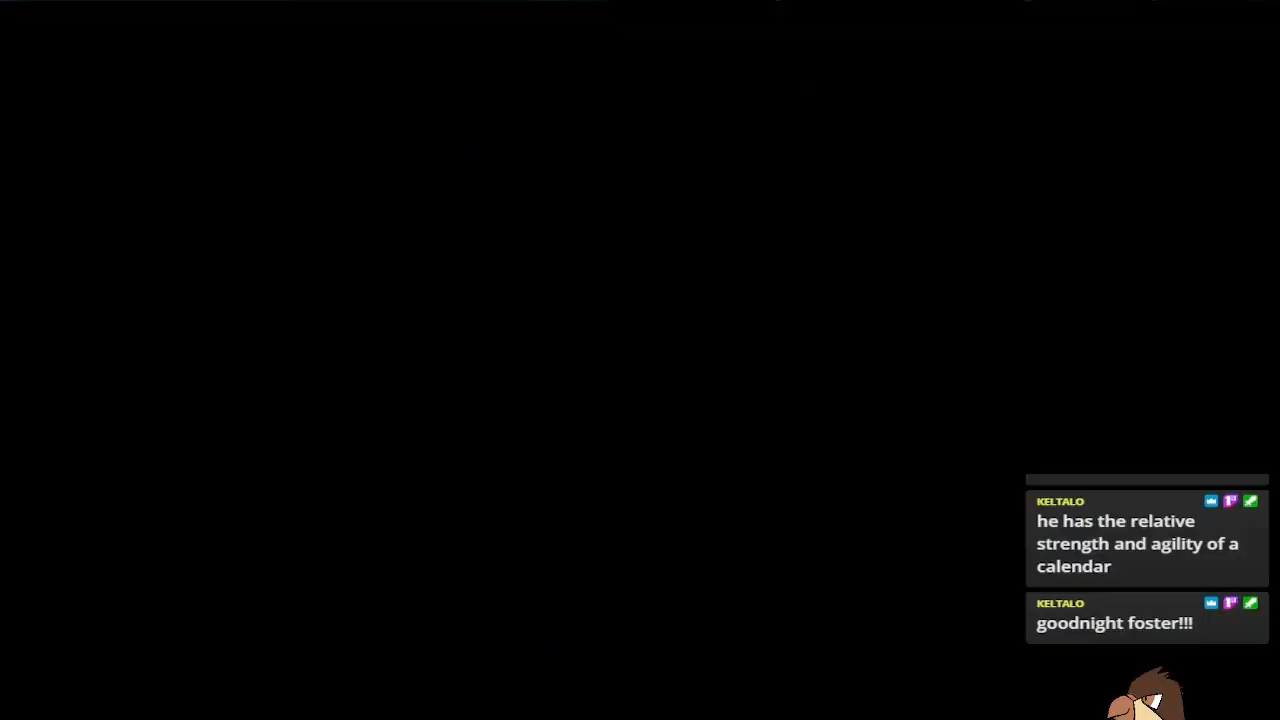 KELTALO
he has the relative
strength and agility of a
calendar
KELTALO
goodnight foster!!!